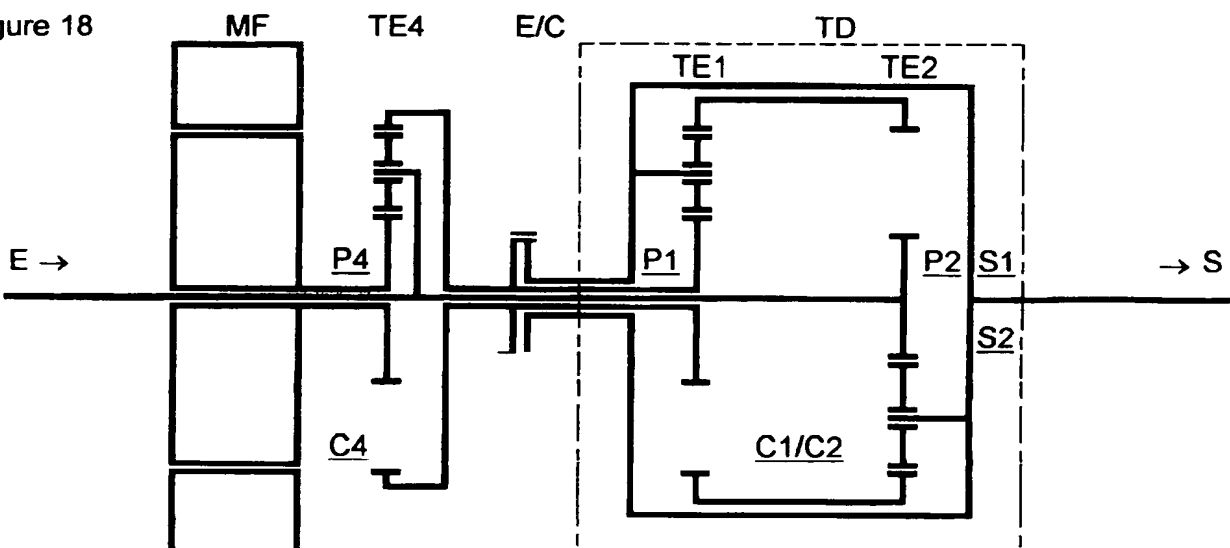 gure 18 MF TE4 E/C TD
TE1 TE2
E → P4 P1 P2 S1 → S
S2
C4 C1/C2